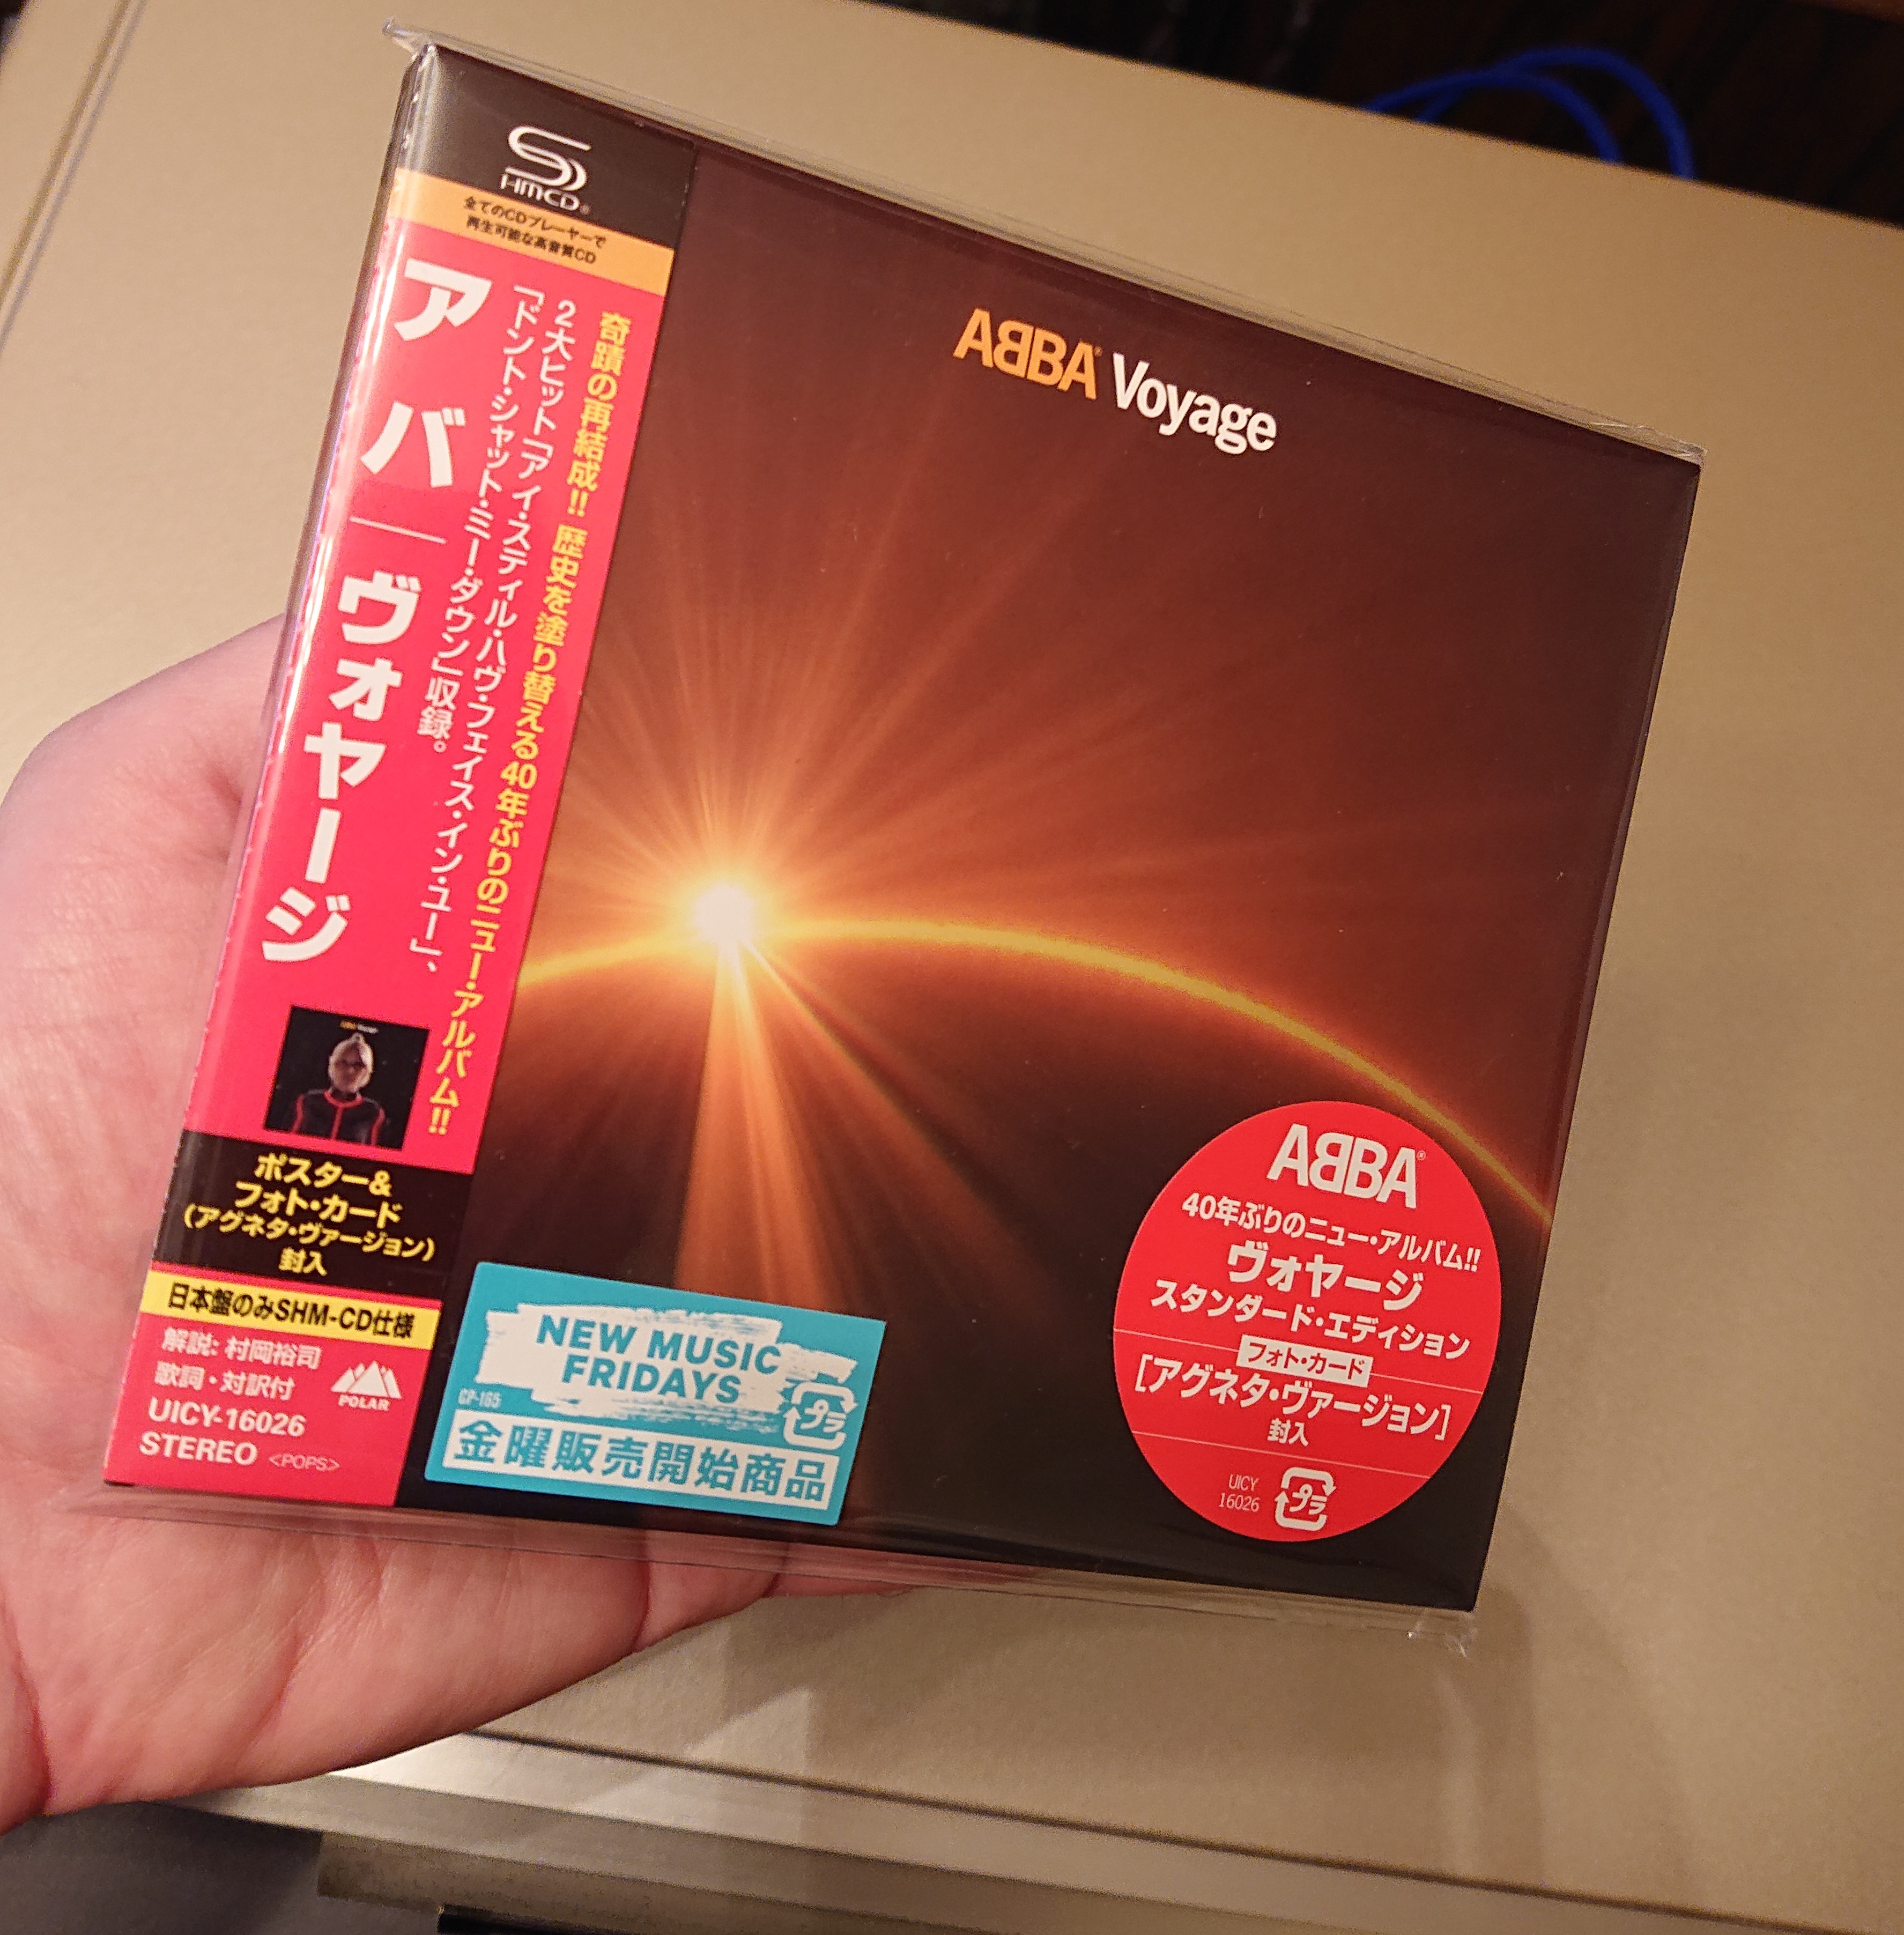 SHMCD®
全てのCDプレーヤーで
再生可能な高音質CD
奇蹟の再結成!! 歴史を塗り替える40年ぶりのニュー・アルバム!!
2大ヒット「アイ・スティル・ハヴ・フェイス・イン・ユー」、
「ドント・シャット・ミー・ダウン」収録。
アバ
ヴォヤージ
ポスター&
フォト・カード
(アグネタ・ヴァージョン)
封入
日本盤のみSHM-CD仕様
解説: 村岡裕司
歌詞・対訳付
POLAR
UICY-16026
STEREO <POPS>
ABBA® Voyage
NEW MUSIC
FRIDAYS
CP-165
プラ
金曜販売開始商品
ABBA®
40年ぶりのニュー・アルバム!!
ヴォヤージ
スタンダード・エディション
フォト・カード
[アグネタ・ヴァージョン]
封入
UICY
16026
プラ